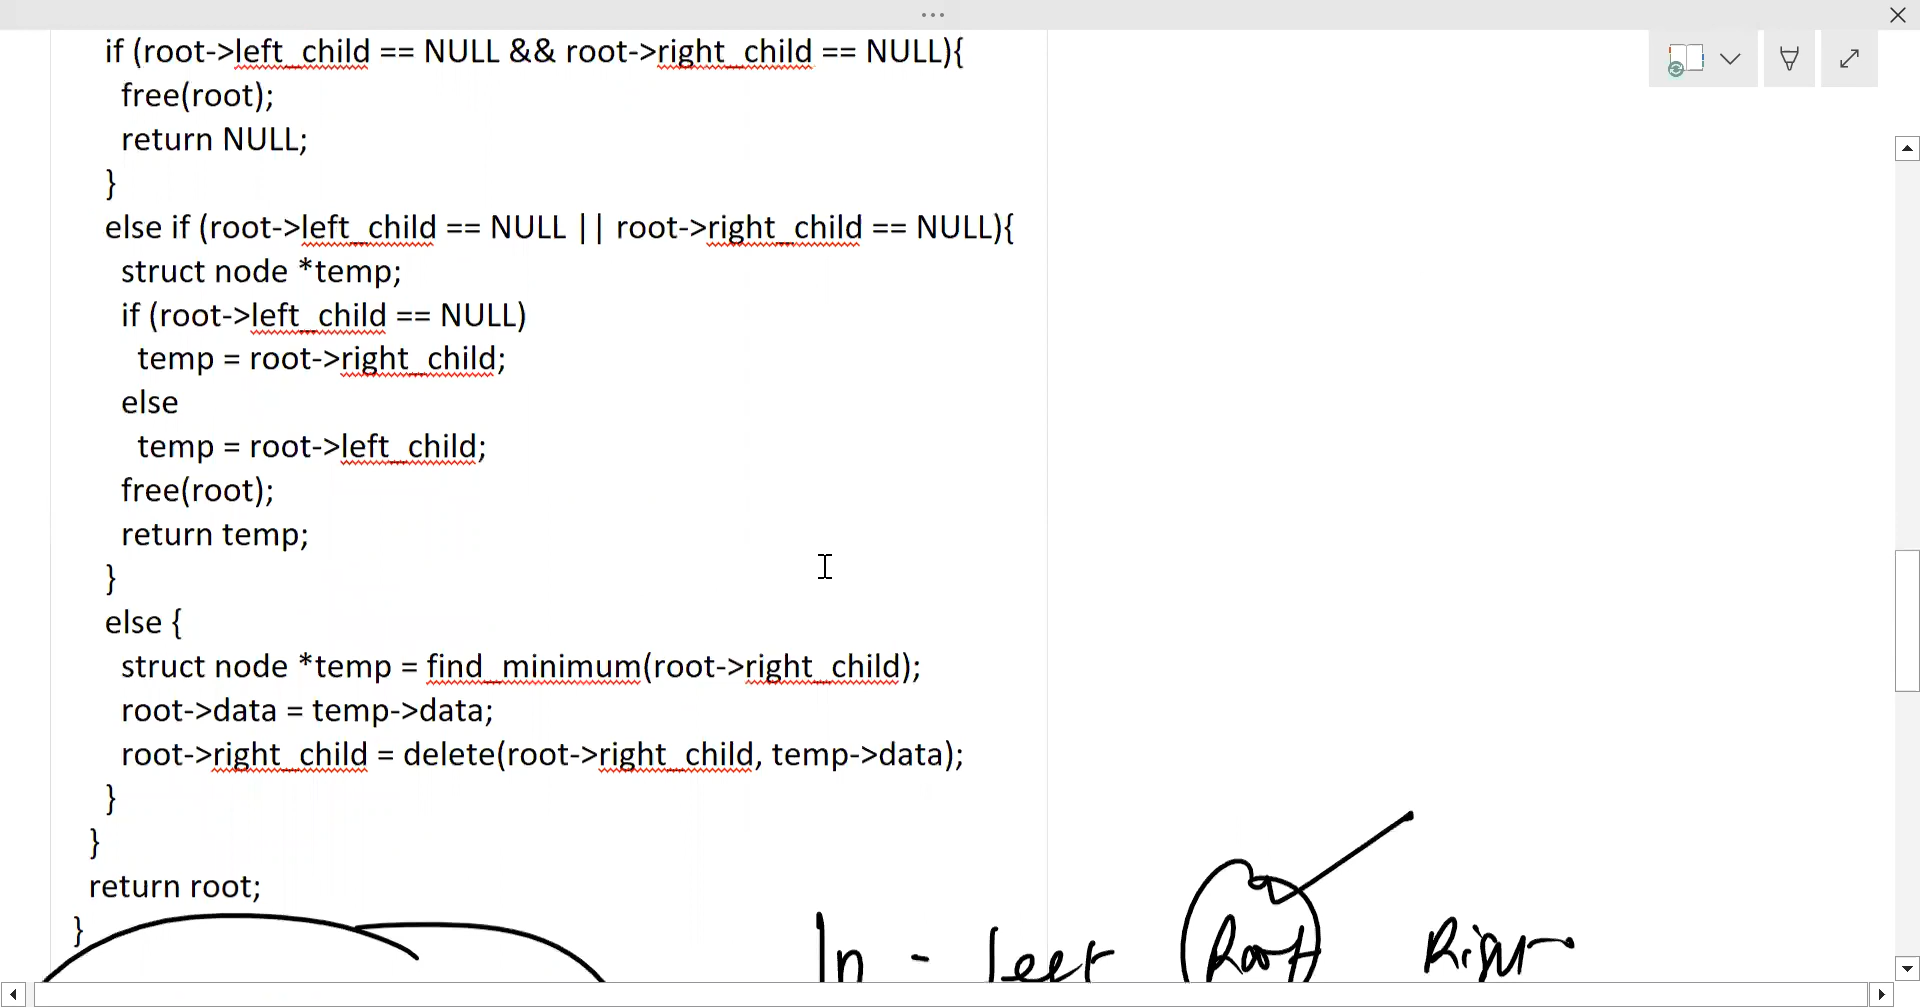 if (root->left_child == NULL && root->right_child == NULL){
free(root);
return NULL;
}
else if (root->left_child == NULL || root->right_child == NULL){
struct node *temp;
if (root->left_child == NULL)
temp = root->right_child;
else
temp = root->left_child;
free(root);
return temp;
}
else {
struct node *temp = find_minimum(root->right_child);
root->data = temp->data;
root->right_child = delete(root->right_child, temp->data);
}
}
return root;
}
In - Left Root Right